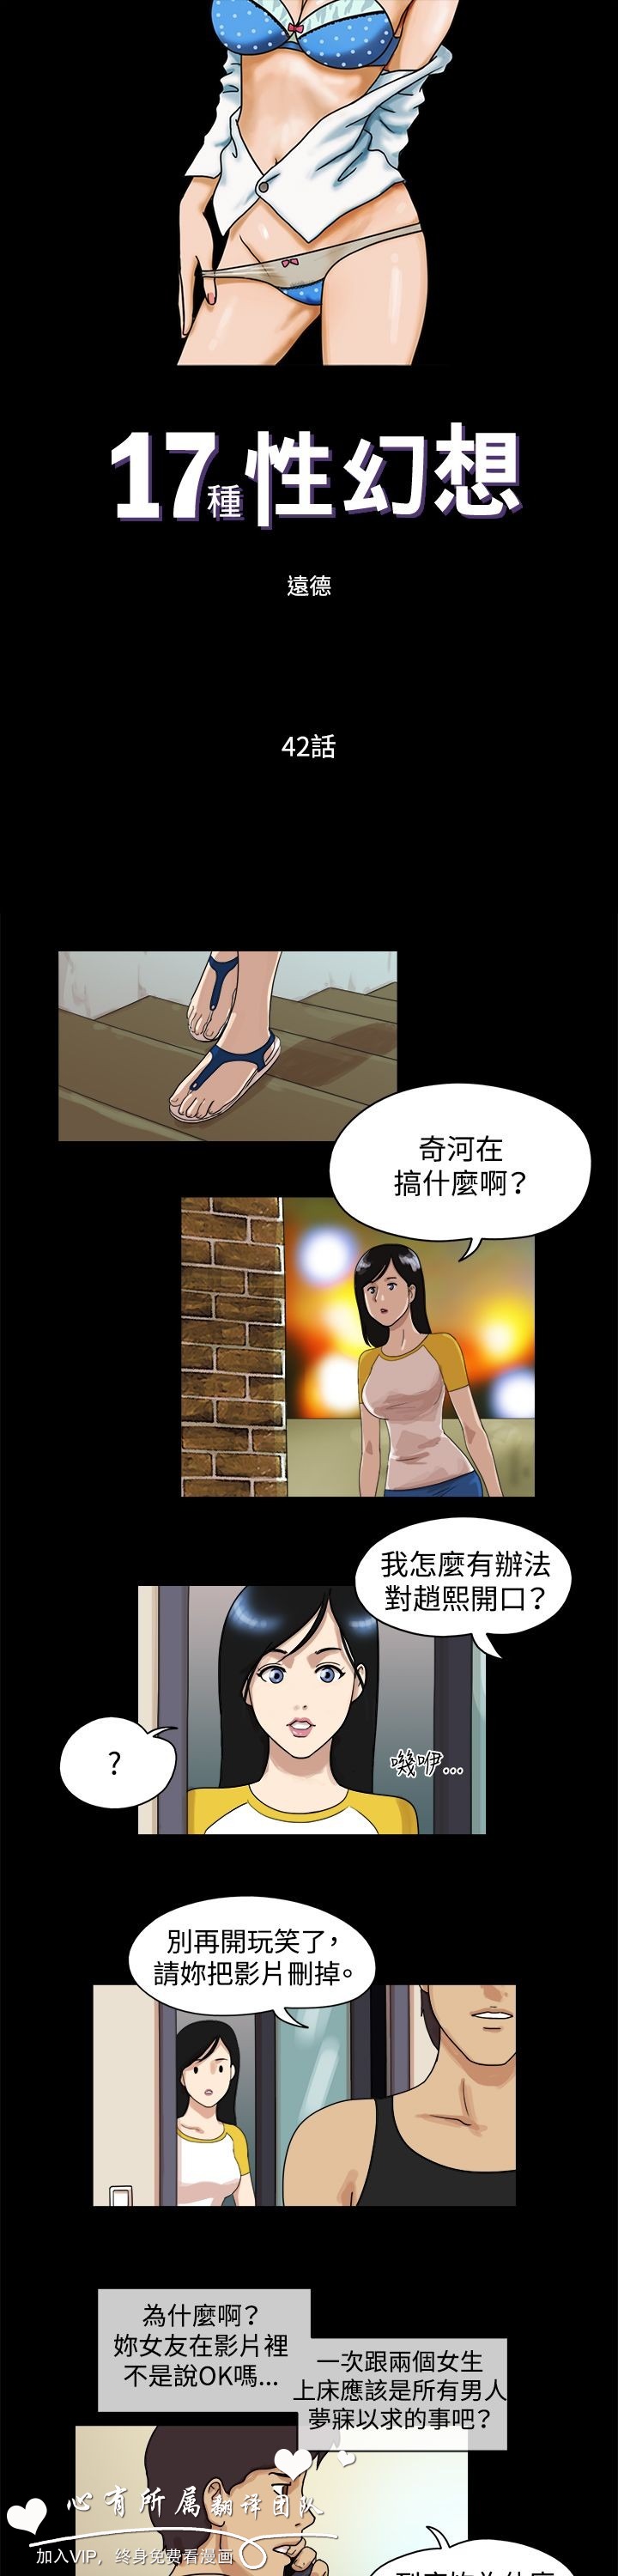 17種性幻想
遠德
42話
奇河在
搞什麼啊？
我怎麼有辦法
對趙熙開口？
？
嘰咿...
別再開玩笑了，
請妳把影片刪掉。
為什麼啊？
妳女友在影片裡
不是說OK嗎...
一次跟兩個女生
上床應該是所有男人
夢寐以求的事吧？
心有所属翻译团队
加入VIP，终身免费看漫画